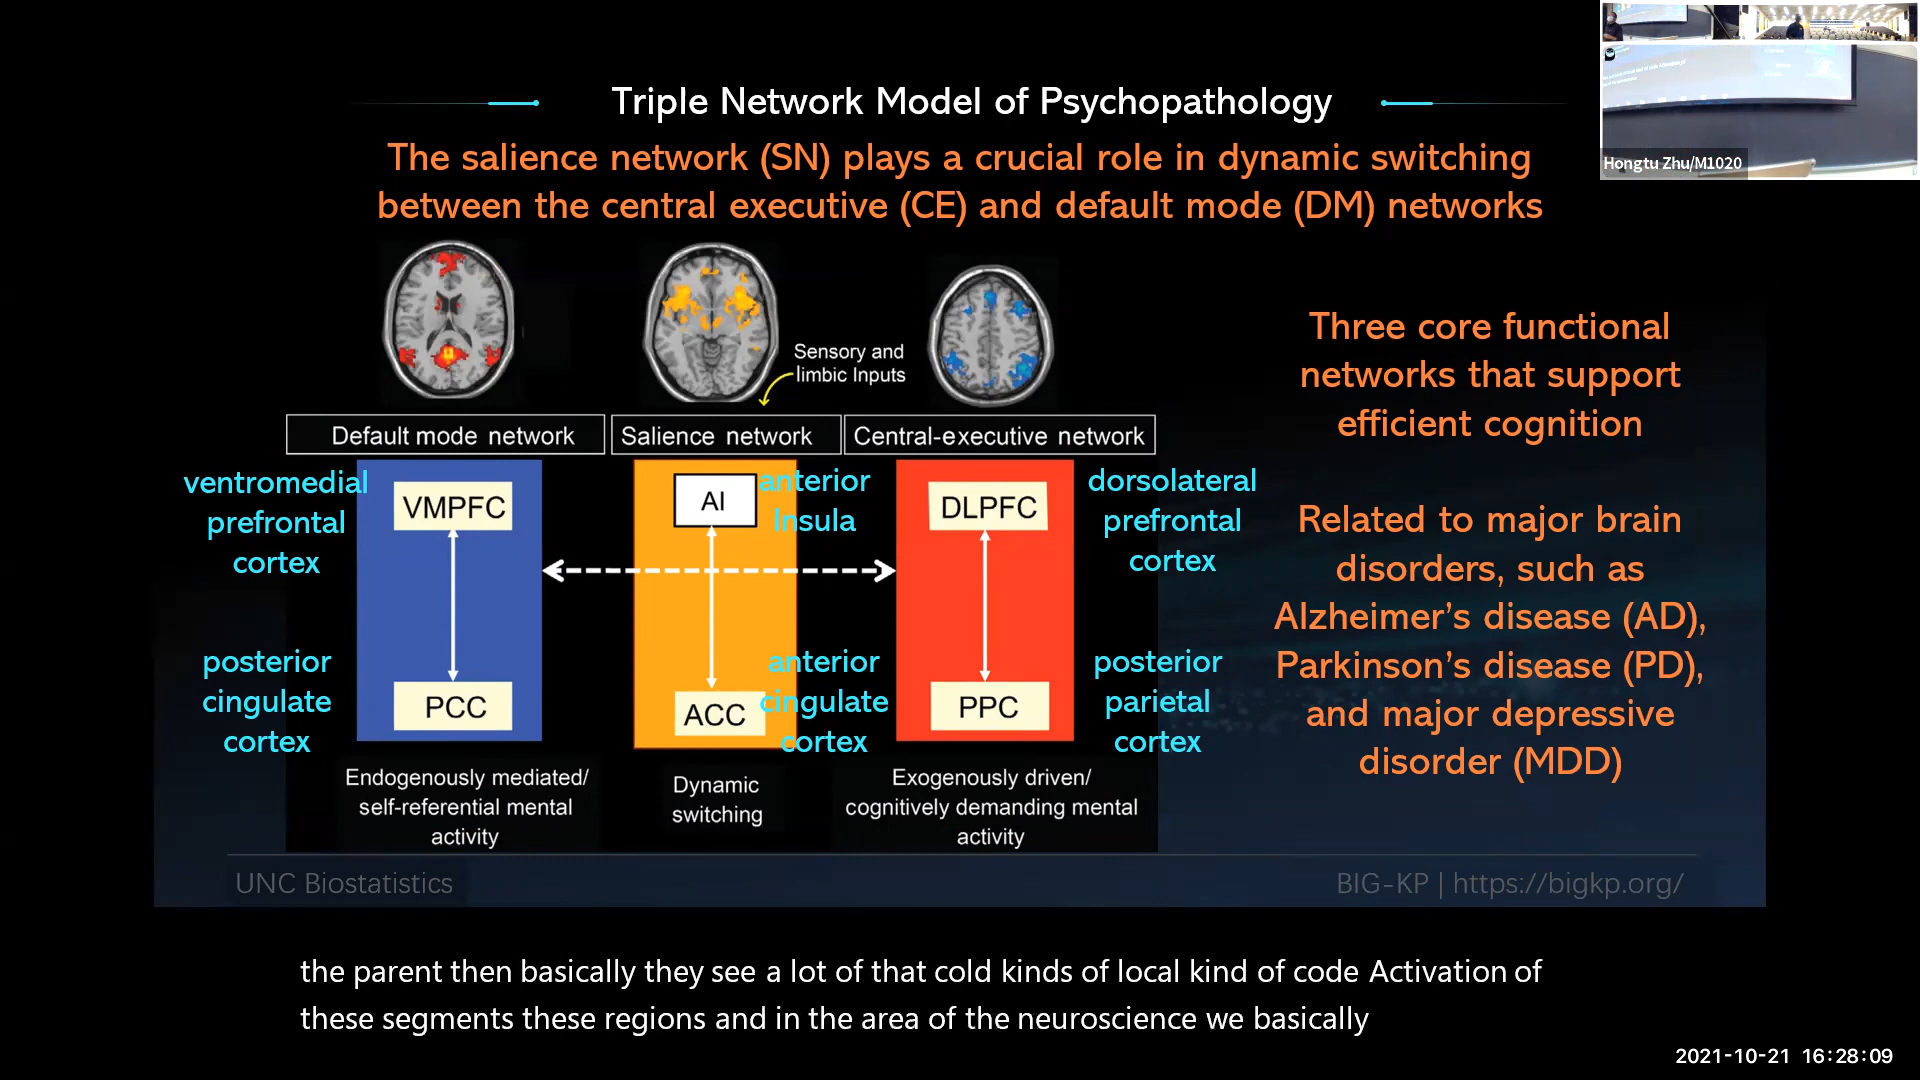 Triple Network Model of Psychopathology
The salience network (SN) plays a crucial role in dynamic switching
between the central executive (CE) and default mode (DM) networks
Hongtu Zhu/M1020
Sensory and
limbic Inputs
Default mode network
Salience network
Central-executive network
ventromedial
prefrontal
cortex
VMPFC
PCC
posterior
cingulate
cortex
AI
anterior
Insula
ACC
anterior
cingulate
cortex
DLPFC
dorsolateral
prefrontal
cortex
PPC
posterior
parietal
cortex
Endogenously mediated/
self-referential mental
activity
Dynamic
switching
Exogenously driven/
cognitively demanding mental
activity
Three core functional
networks that support
efficient cognition
Related to major brain
disorders, such as
Alzheimer’s disease (AD),
Parkinson’s disease (PD),
and major depressive
disorder (MDD)
UNC Biostatistics
BIG-KP | https://bigkp.org/
the parent then basically they see a lot of that cold kinds of local kind of code Activation of
these segments these regions and in the area of the neuroscience we basically
2021-10-21 16:28:09